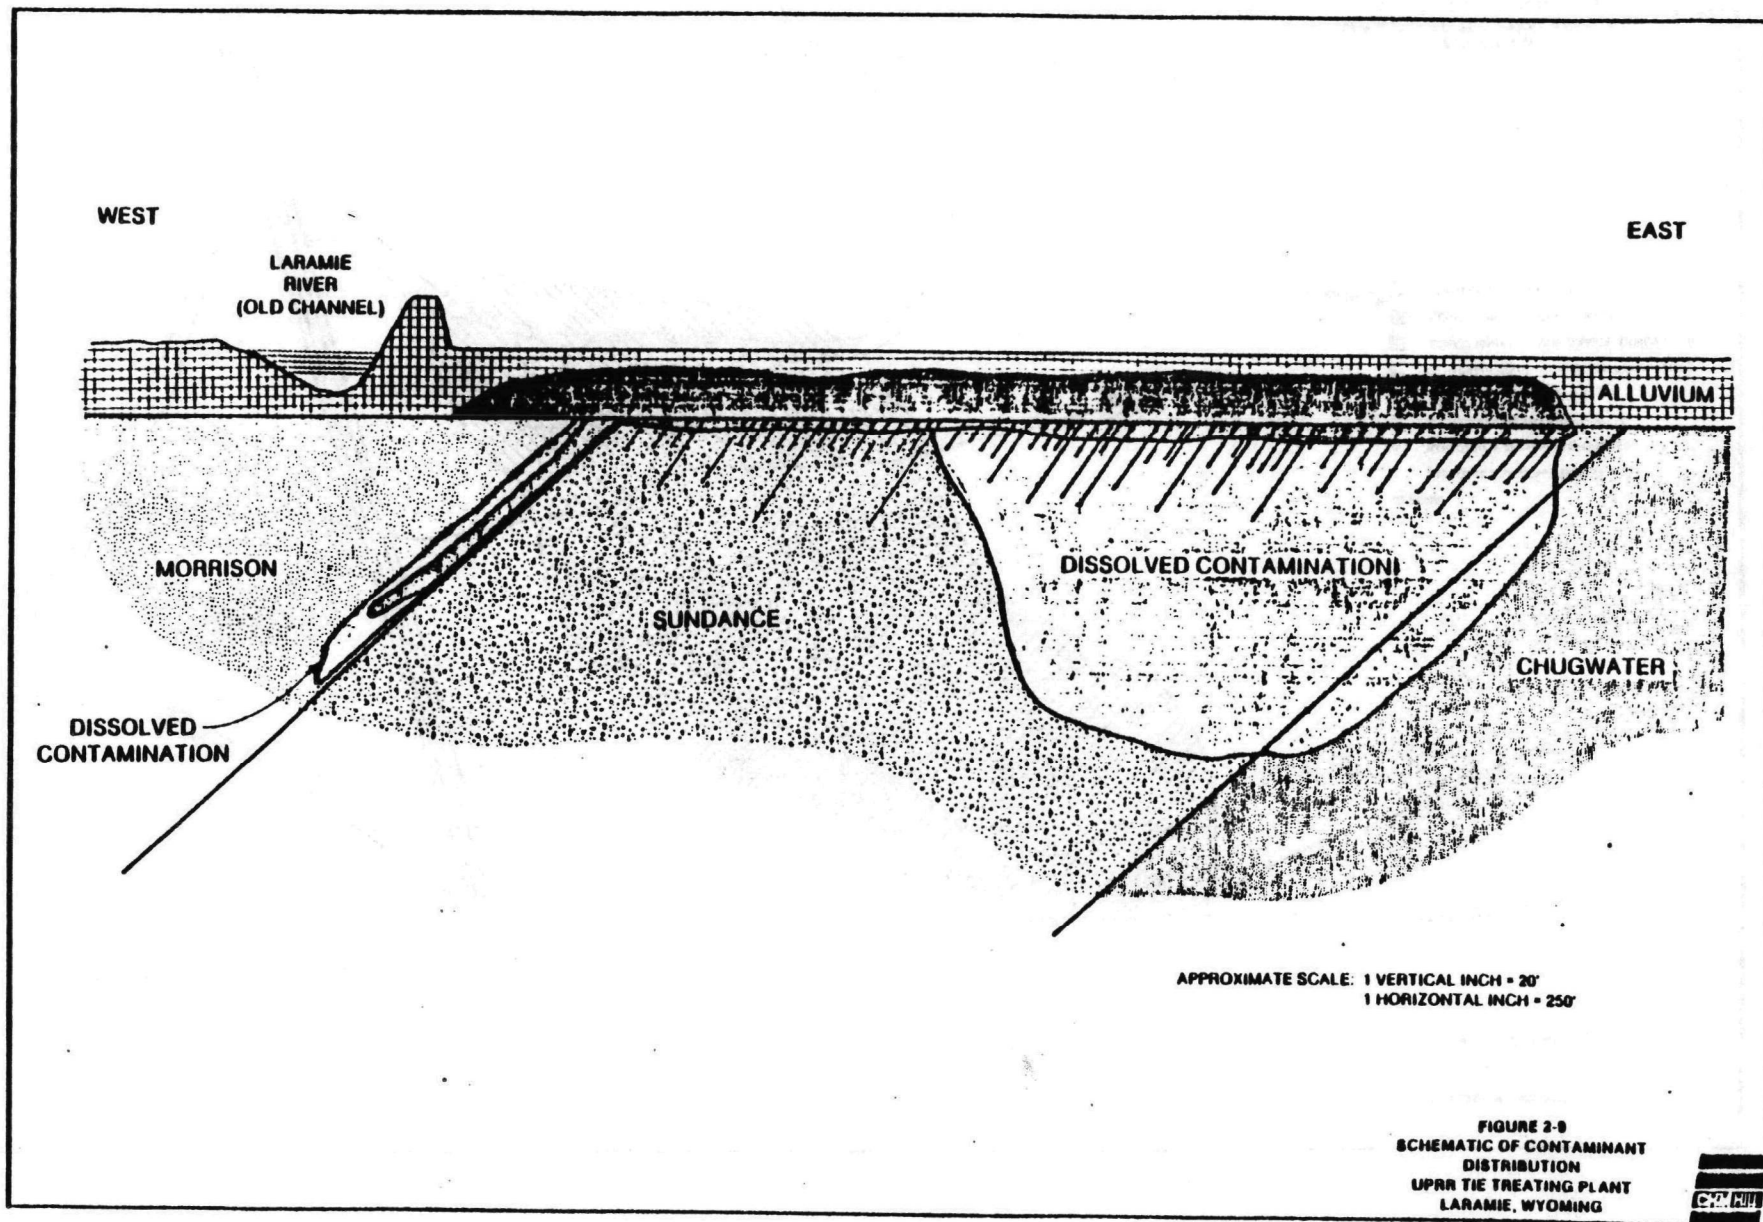 WEST
EAST
LARAMIE
RIVER
(OLD CHANNEL)
ALLUVIUM
MORRISON
DISSOLVED CONTAMINATION
SUNDANCE
CHUGWATER
DISSOLVED
CONTAMINATION
APPROXIMATE SCALE: 1 VERTICAL INCH = 20'
1 HORIZONTAL INCH = 250'
FIGURE 2-9
SCHEMATIC OF CONTAMINANT
DISTRIBUTION
UPRR TIE TREATING PLANT
LARAMIE, WYOMING